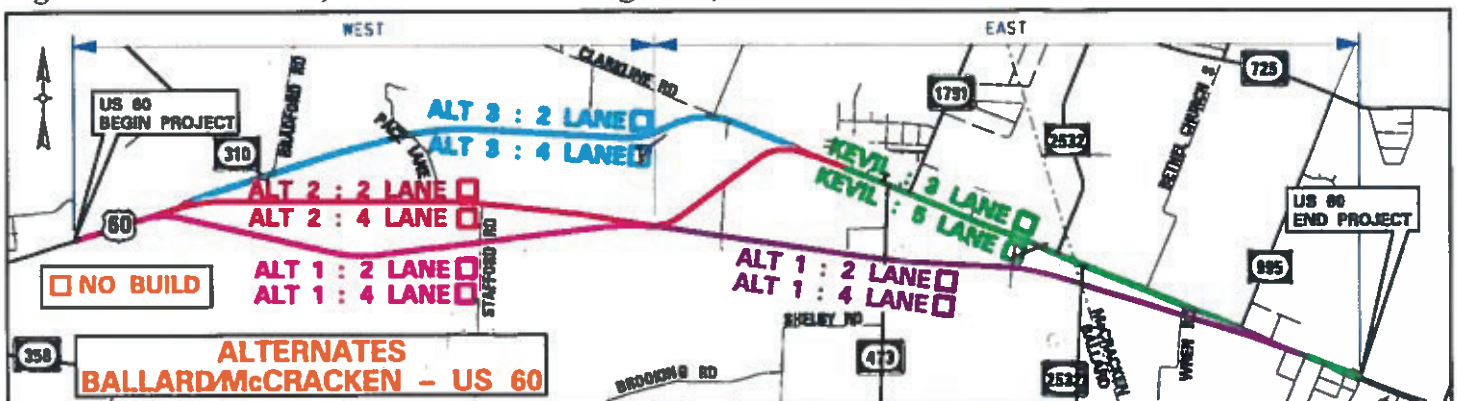 WEST
EAST
US 60
BEGIN PROJECT
310
BRADFORD RD
PACE LANE
CLARKLINE RD
ALT 3 : 2 LANE
ALT 3 : 4 LANE
1791
2532
BETHEL CHURCH
725
KEVIL : 3 LANE
KEVIL : 5 LANE
US 60
END PROJECT
ALT 2 : 2 LANE
ALT 2 : 4 LANE
60
STAFFORD RD
ALT 1 : 2 LANE
ALT 1 : 4 LANE
NO BUILD
ALT 1 : 2 LANE
ALT 1 : 4 LANE
995
SHELBY RD
473
2532
McCRACKEN
BALLARD
WREN RD
358
ALTERNATES
BALLARD/McCRACKEN - US 60
BROOKING RD